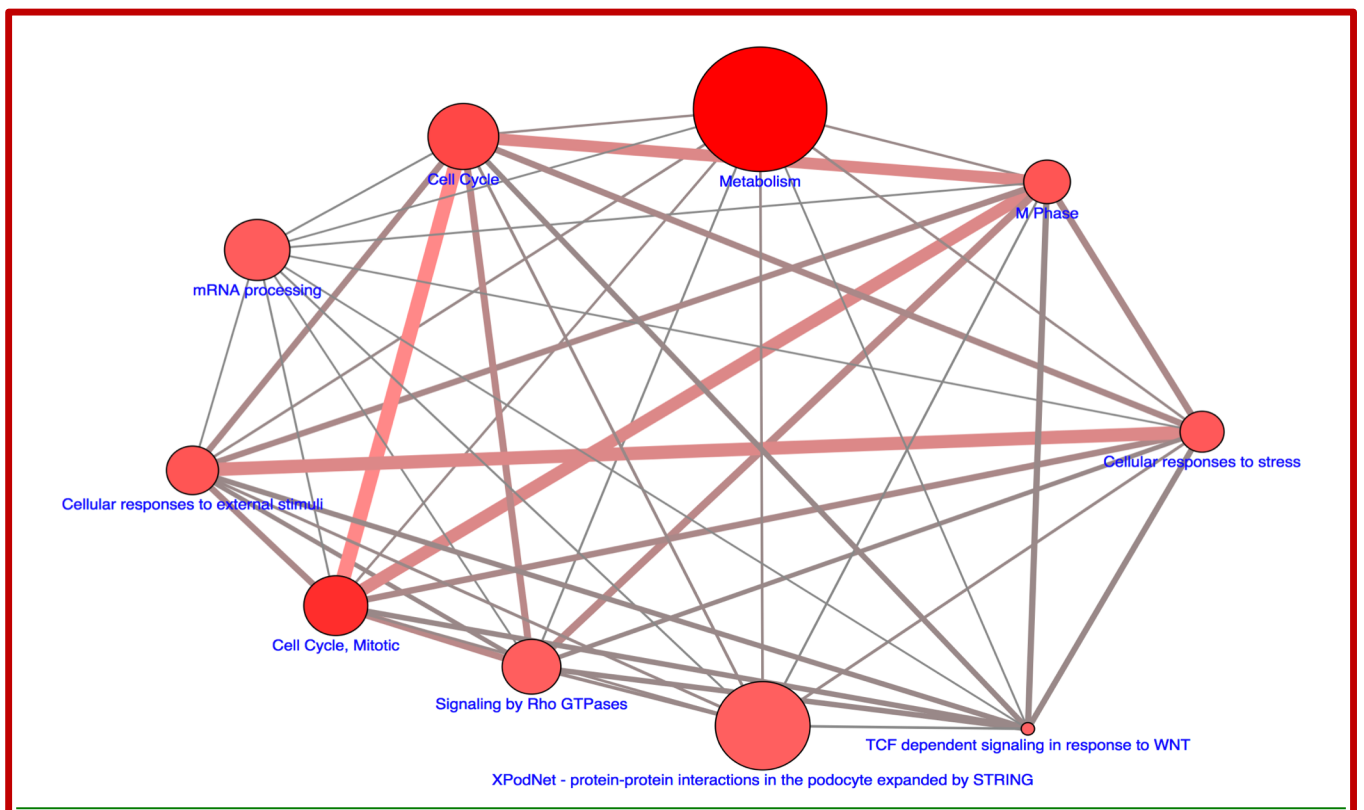 Cell Cycle
Metabolism
M Phase
mRNA processing
Cellular responses to stress
Cellular responses to external stimuli
Cell Cycle, Mitotic
Signaling by Rho GTPases
TCF dependent signaling in response to WNT
XPodNet - protein-protein interactions in the podocyte expanded by STRING